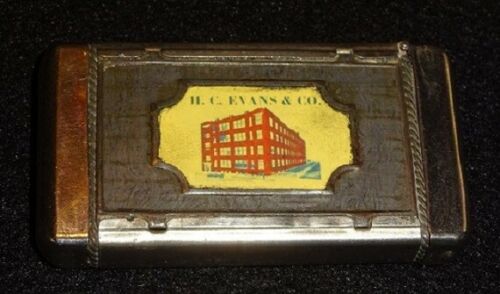 H. C. EVANS & CO.